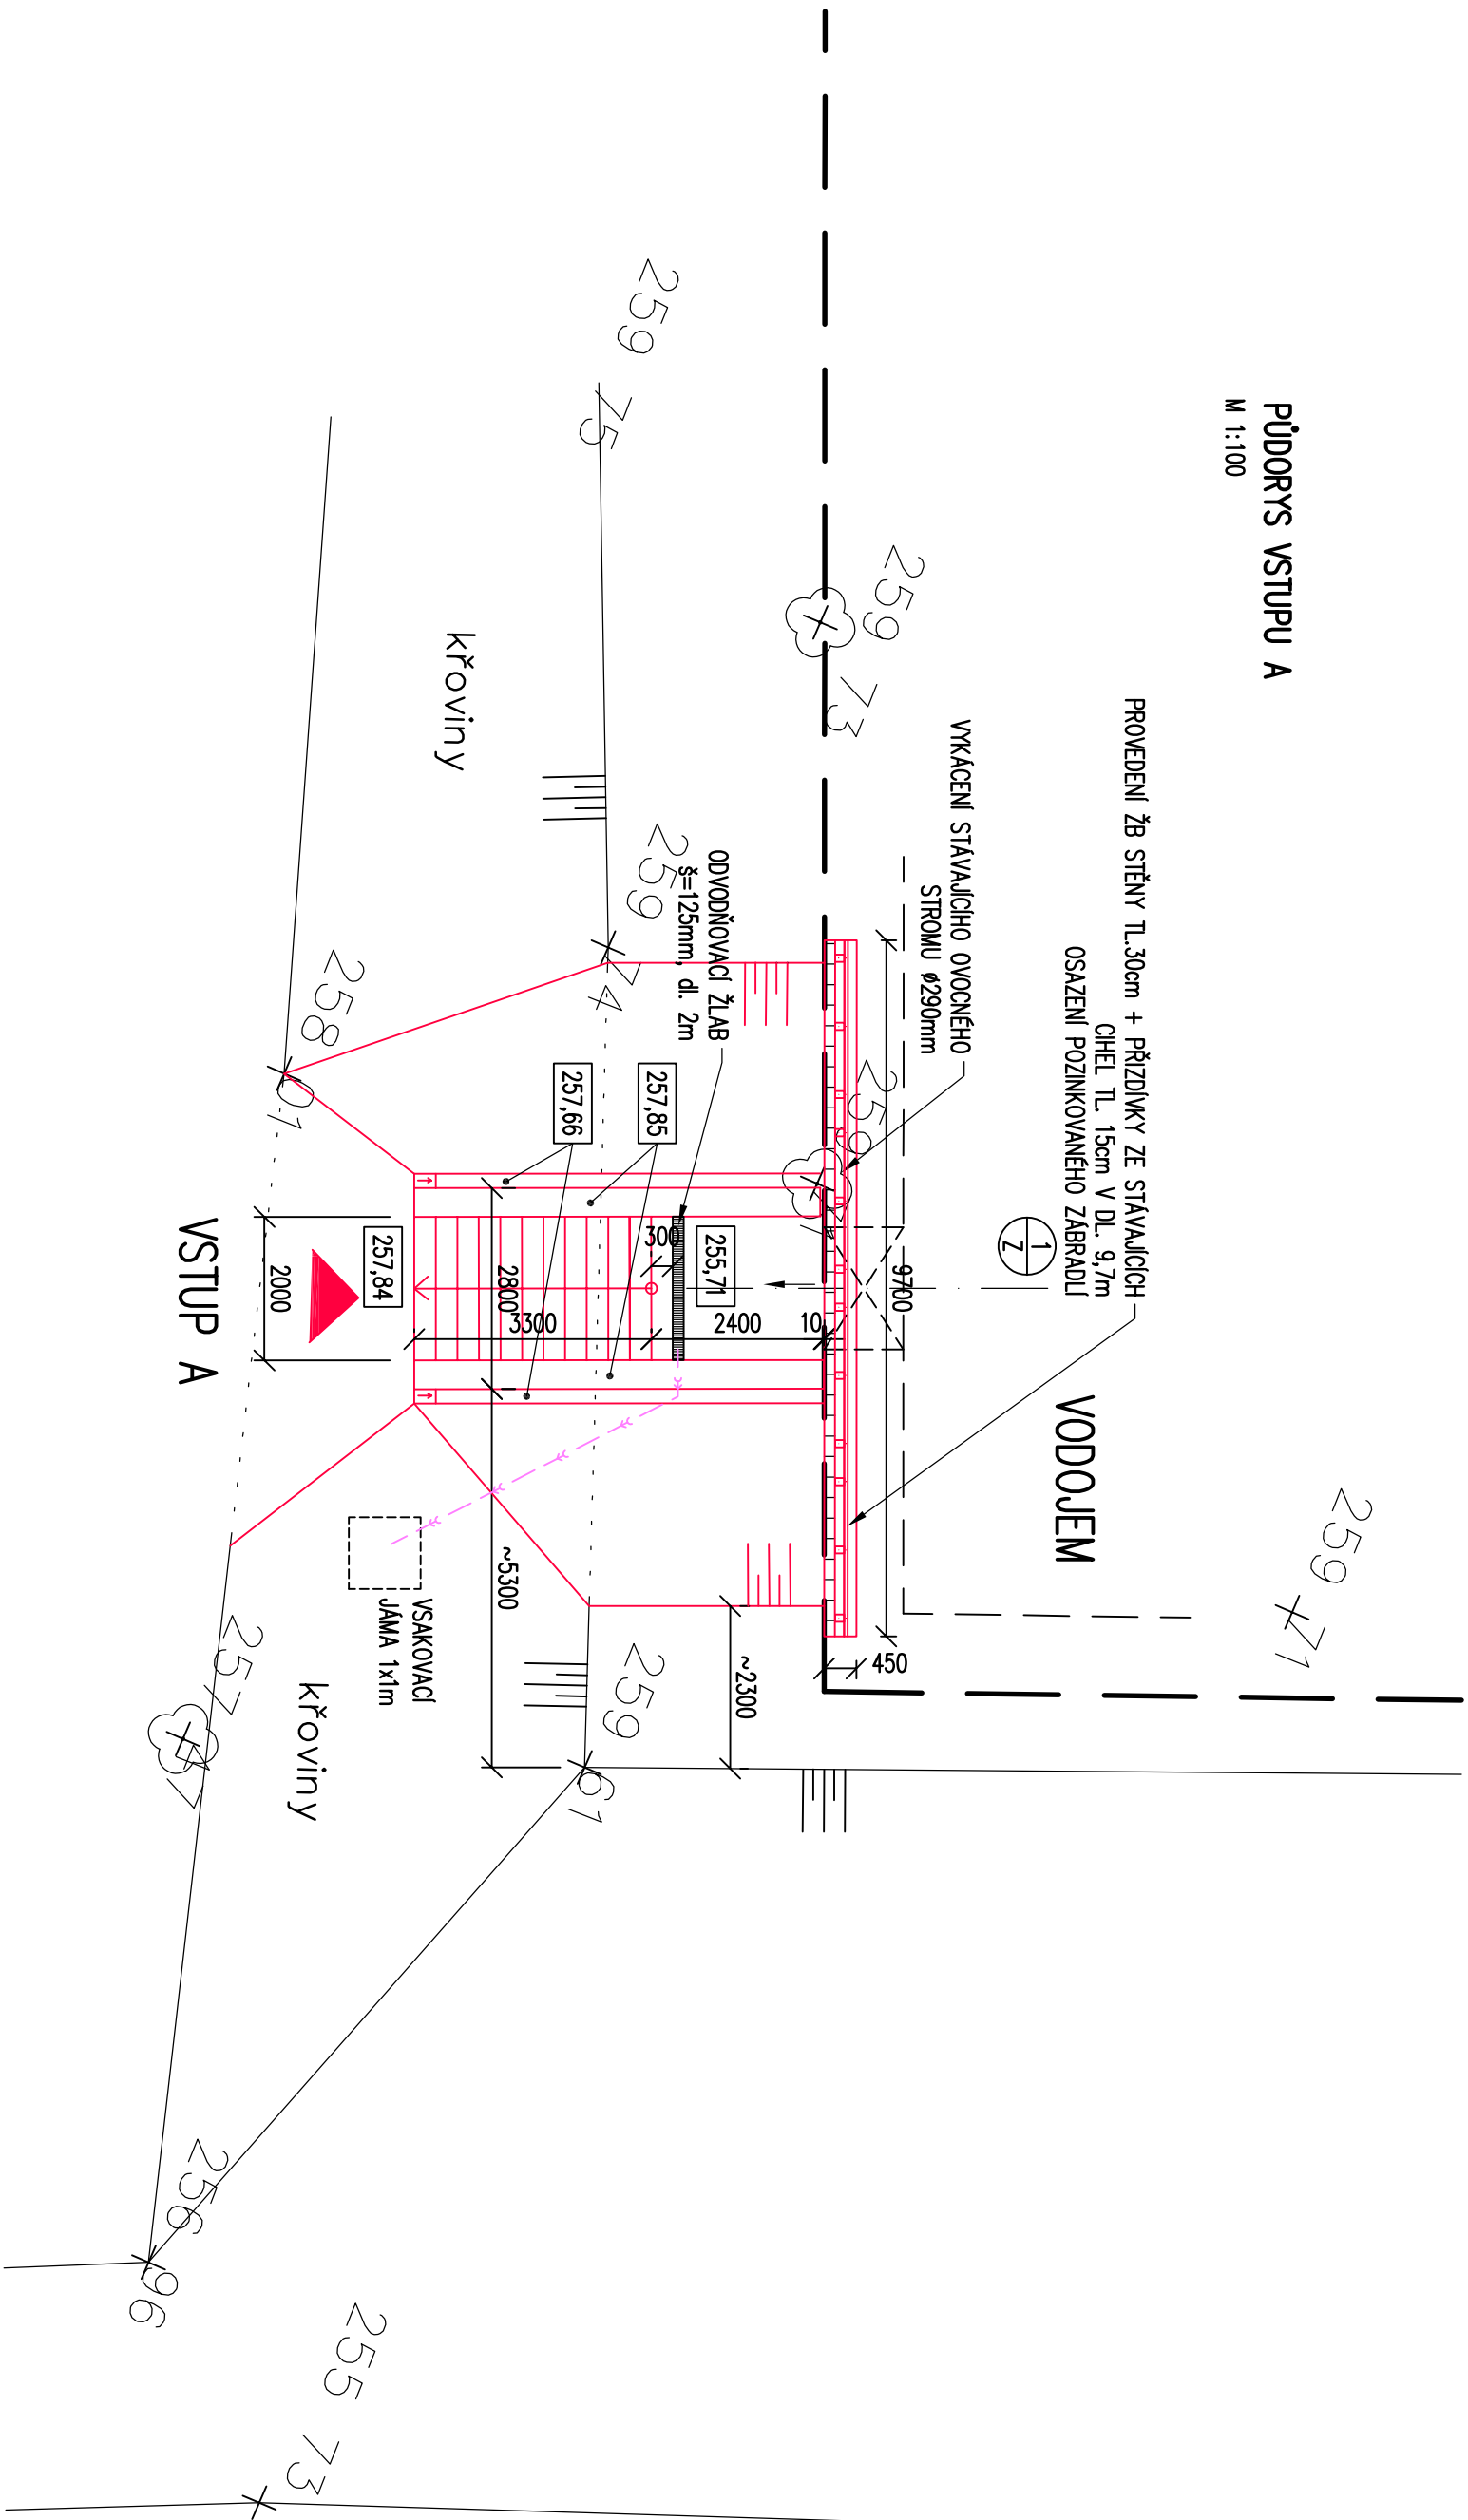 PŮDORYS VSTUPU A
M 1:100
PROVEDENÍ ŽB STĚNY TL.30cm + PŘIZDÍVKY ZE STÁVAJÍCÍCH
CIHEL TL. 15cm V DL. 9,7m
OSAZENÍ POZINKOVANÉHO ZÁBRADLÍ
VYKÁCENÍ STÁVAJÍCÍHO OVOCNÉHO
STROMU Ø290mm
1
7
VODOJEM
259 71
9700
450
259 73
259 75
259 74
ODVODŇOVACÍ ŽLAB
š=125mm, dl. 2m
255,71
257,85
257,66
300
2400
10
3300
2800
~5300
~2300
259 61
křoviny
258 01
257,84
2000
VSTUP A
VSAKOVACÍ
JÁMA 1x1m
křoviny
256 96
255 73